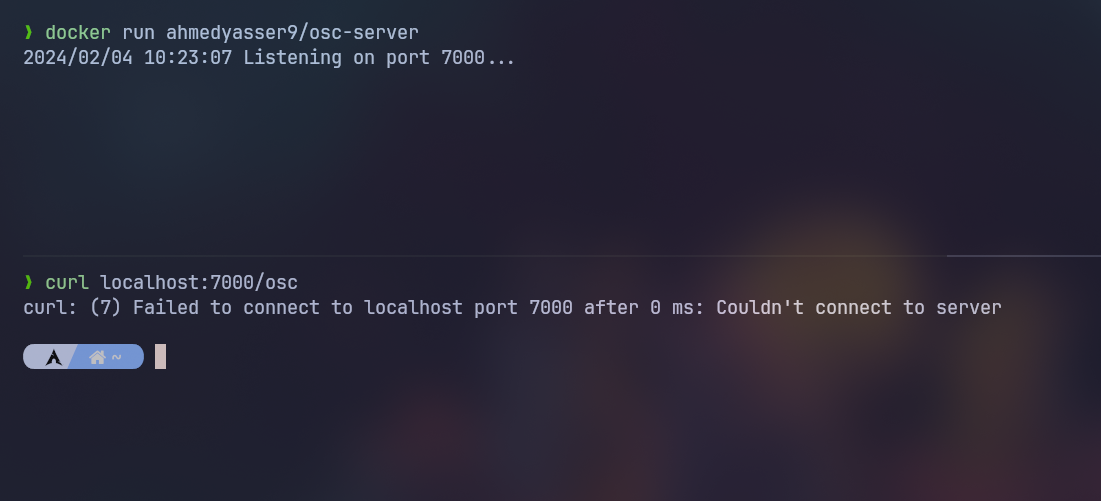 ❱ docker run ahmedyasser9/osc-server
2024/02/04 10:23:07 Listening on port 7000...
❱ curl localhost:7000/osc
curl: (7) Failed to connect to localhost port 7000 after 0 ms: Couldn't connect to server
~